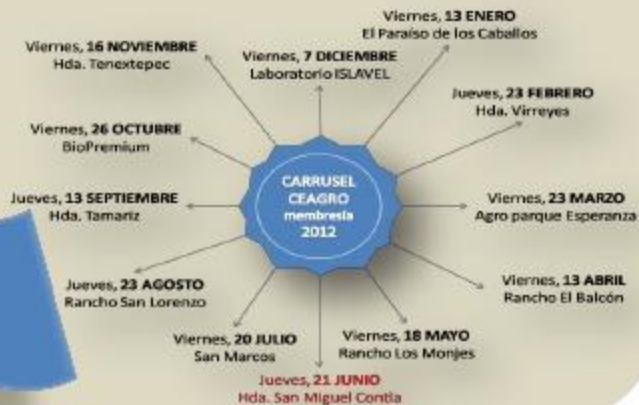 Viernes, 13 ENERO
El Paraíso de los Caballos
Viernes, 16 NOVIEMBRE
Hda. Tenextepec
Viernes, 7 DICIEMBRE
Laboratorio ISLAVEL
Jueves, 23 FEBRERO
Hda. Virreyes
Viernes, 26 OCTUBRE
BioPremium
CARRUSEL
CEAGRO
membresia
2012
Jueves, 13 SEPTIEMBRE
Hda. Tamariz
Viernes, 23 MARZO
Agro parque Esperanza
Jueves, 23 AGOSTO
Rancho San Lorenzo
Viernes, 13 ABRIL
Rancho El Balcón
Viernes, 20 JULIO
San Marcos
Viernes, 18 MAYO
Rancho Los Monjes
Jueves, 21 JUNIO
Hda. San Miguel Contla